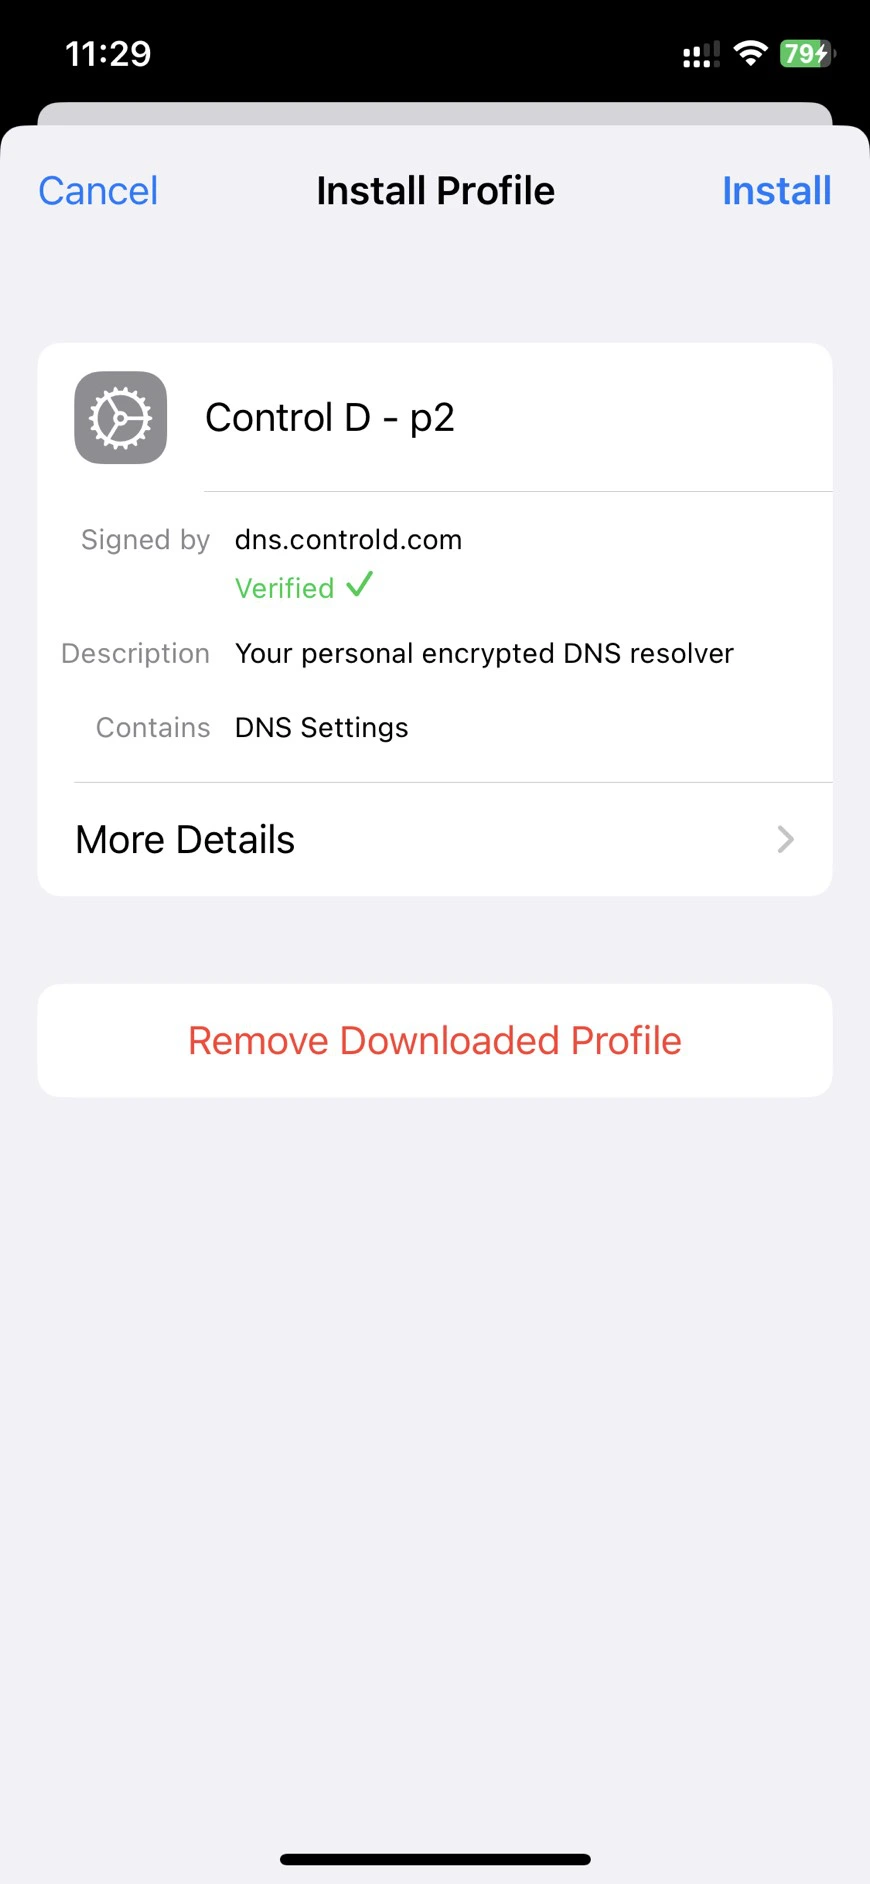 11:29
79
Cancel Install Profile Install
Control D - p2
Signed by dns.controld.com
Verified ✓
Description Your personal encrypted DNS resolver
Contains DNS Settings
More Details
Remove Downloaded Profile